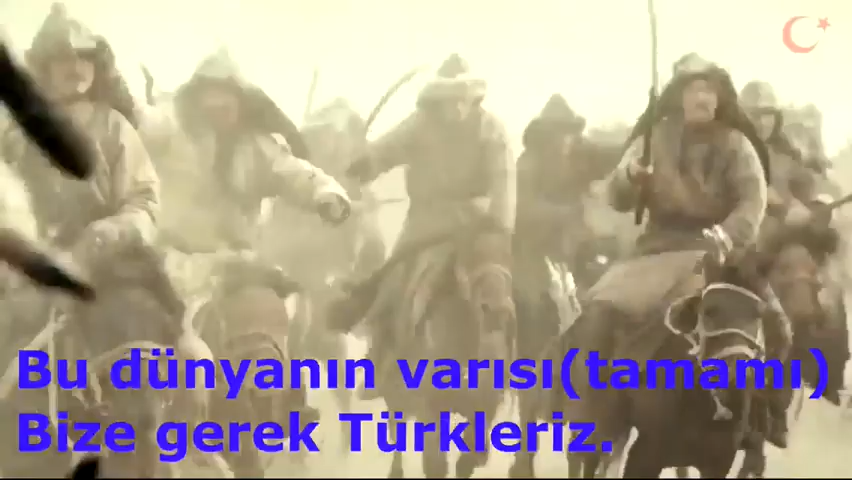 Bu dünyanın varısı(tamamı)
Bize gerek Türkleriz.